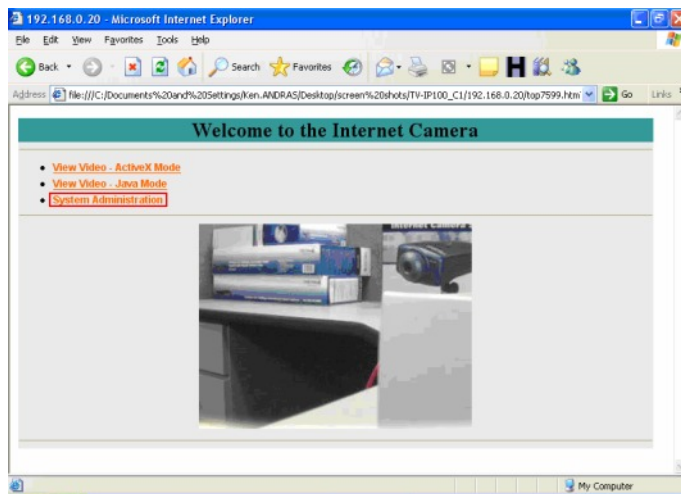 192.168.0.20 - Microsoft Internet Explorer
File Edit View Favorites Tools Help
Back Search Favorites
Address file:///C:/Documents%20and%20Settings/Ken.ANDRAS/Desktop/screen%20shots/TV-IP100_C1/192.168.0.20/top7599.htm Go Links
Welcome to the Internet Camera
View Video - ActiveX Mode
View Video - Java Mode
System Administration
Internet Camera
My Computer